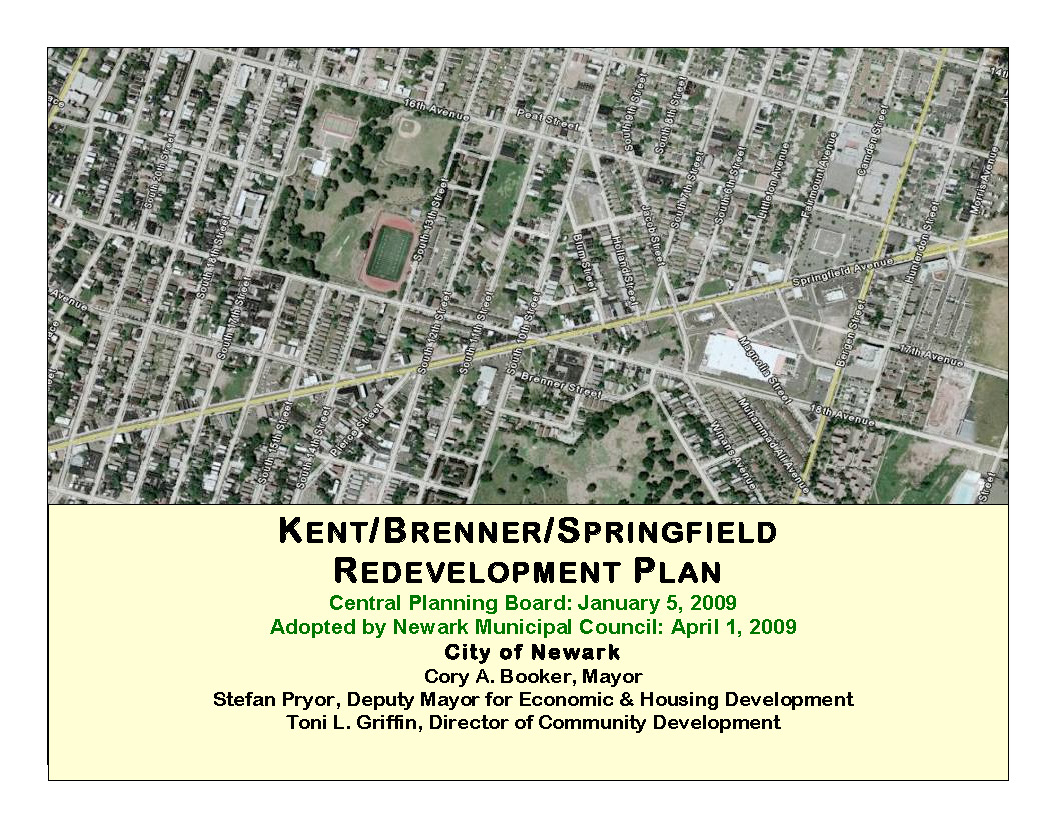 14th
16th Avenue
Peat Street
South 9th Street
South 8th Street
South 20th Street
South 7th Street
South 6th Street
Littleton Avenue
Fairmount Avenue
Camden Street
Morris Avenue
South 13th Street
Jacob Street
Blum Street
Holland Street
Hunterdon Street
South 18th Street
South 17th Street
Springfield Avenue
Avenue
South 12th Street
South 11th Street
South 10th Street
Bergen Street
17th Avenue
Brenner Street
Magnolia Street
18th Avenue
Muhammad Ali Avenue
Winans Avenue
South 15th Street
South 14th Street
Pierce Street
Street
KENT/BRENNER/SPRINGFIELD
REDEVELOPMENT PLAN
Central Planning Board: January 5, 2009
Adopted by Newark Municipal Council: April 1, 2009
City of Newark
Cory A. Booker, Mayor
Stefan Pryor, Deputy Mayor for Economic & Housing Development
Toni L. Griffin, Director of Community Development